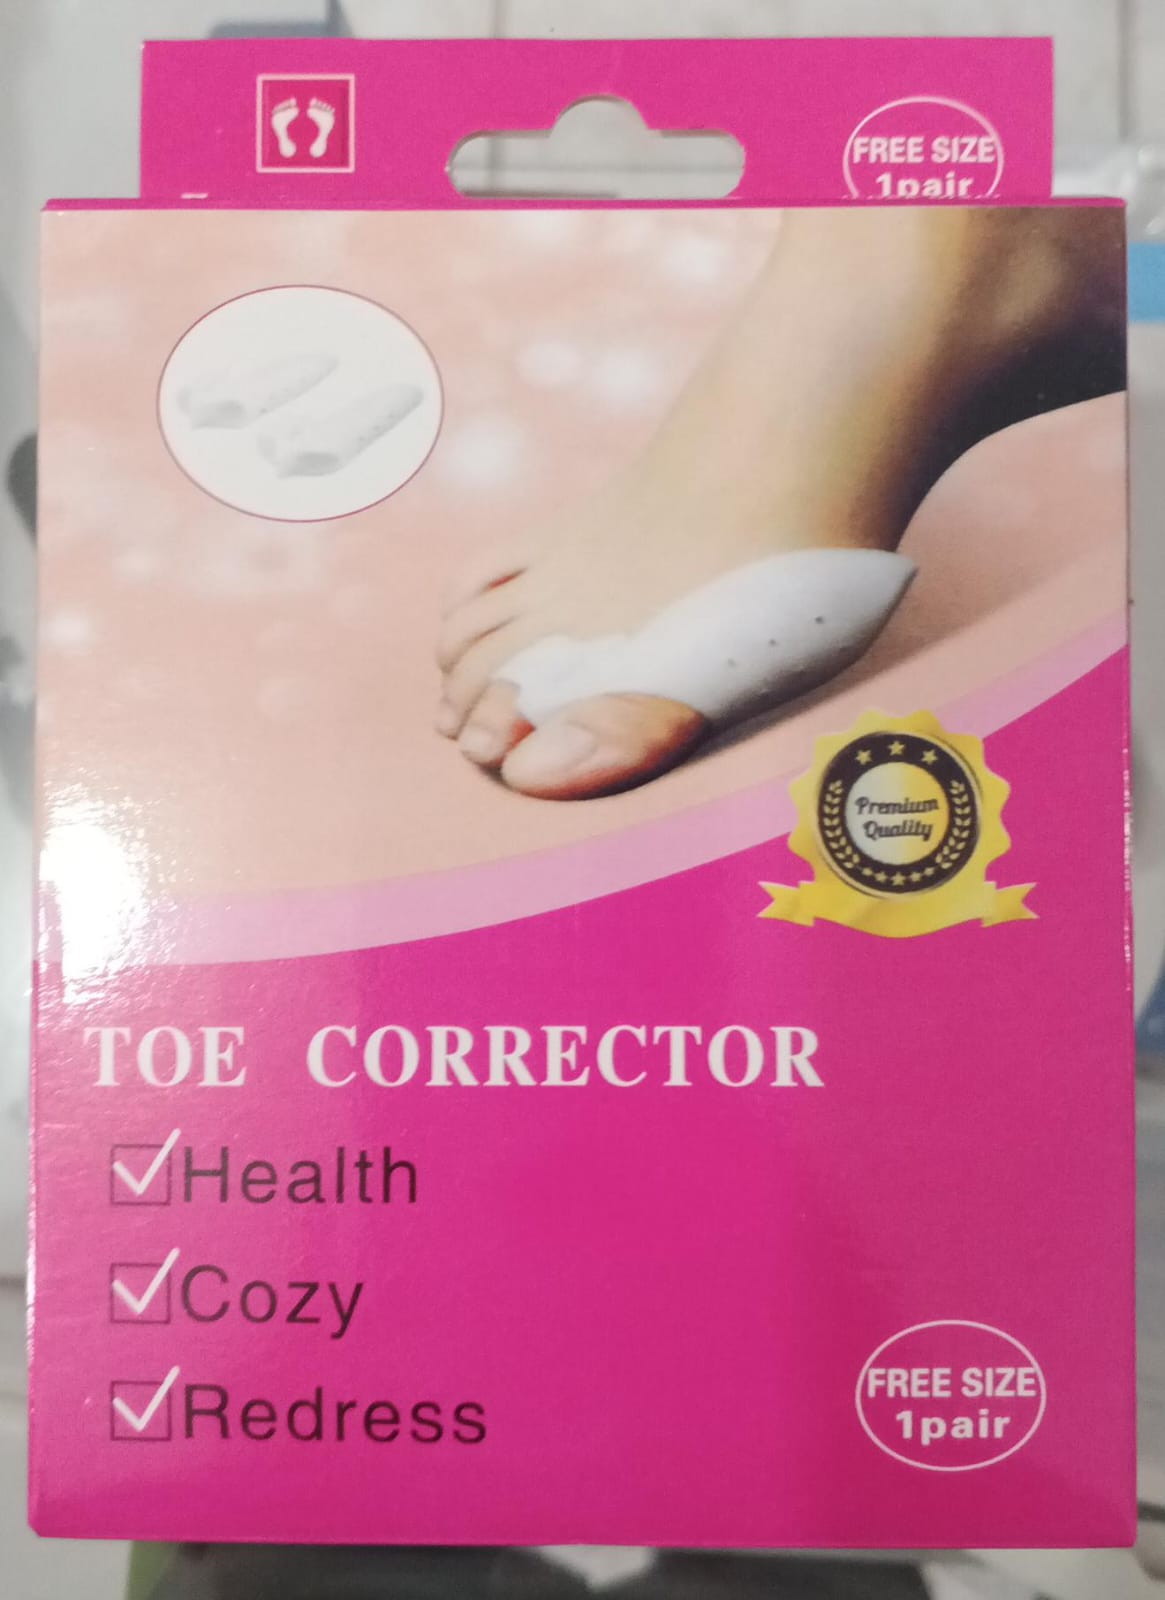 FREE SIZE
1pair
Premium
Quality
TOE CORRECTOR
Health
Cozy
Redress
FREE SIZE
1pair